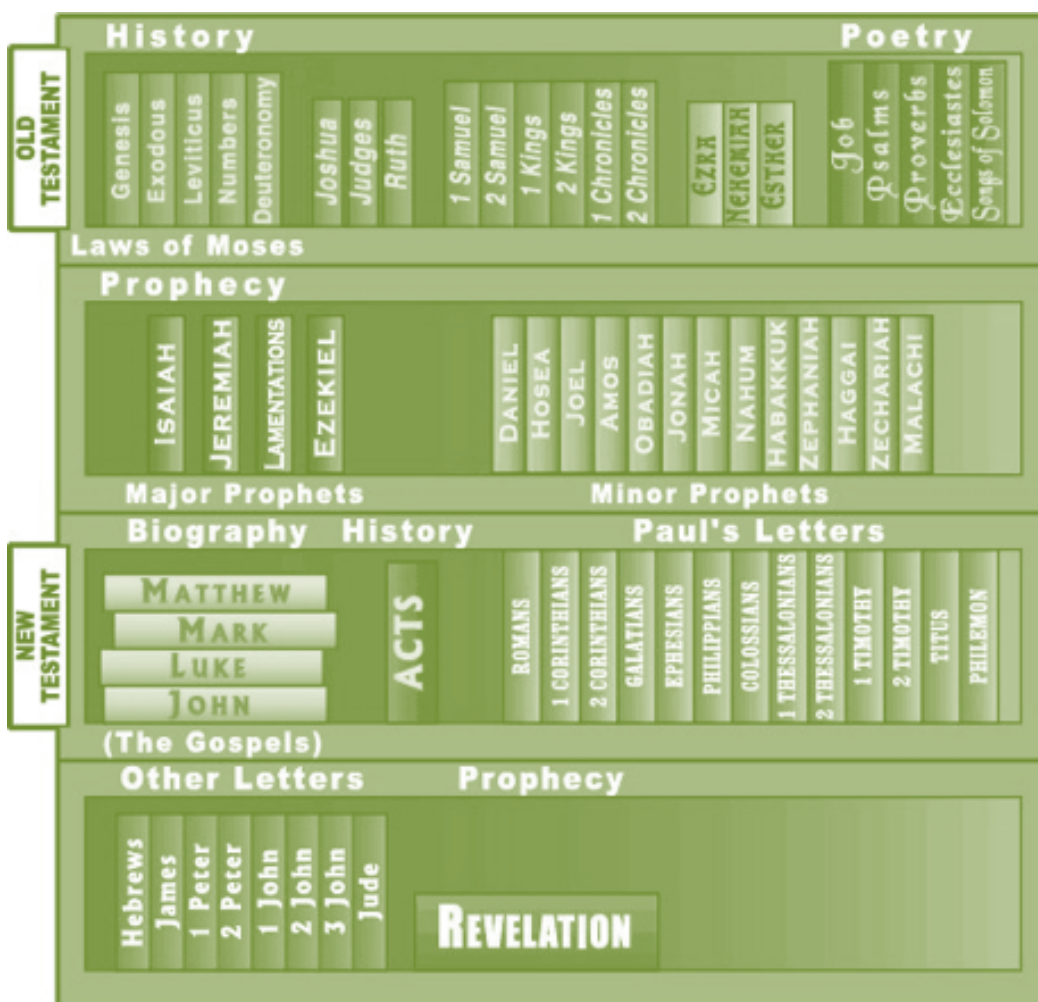 History
Poetry
OLD
TESTAMENT
Genesis
Exodous
Leviticus
Numbers
Deuteronomy
Joshua
Judges
Ruth
1 Samuel
2 Samuel
1 Kings
2 Kings
1 Chronicles
2 Chronicles
EZRA
NEHEMIAH
ESTHER
Job
Psalms
Proverbs
Ecclesiastes
Songs of Solomon
Laws of Moses
Prophecy
ISAIAH
JEREMIAH
LAMENTATIONS
EZEKIEL
DANIEL
HOSEA
JOEL
AMOS
OBADIAH
JONAH
MICAH
NAHUM
HABAKKUK
ZEPHANIAH
HAGGAI
ZECHARIAH
MALACHI
Major Prophets
Minor Prophets
Biography
History
Paul's Letters
NEW
TESTAMENT
MATTHEW
MARK
LUKE
JOHN
ACTS
ROMANS
1 CORINTHIANS
2 CORINTHIANS
GALATIANS
EPHESIANS
PHILIPPIANS
COLOSSIANS
1 THESSALONIANS
2 THESSALONIANS
1 TIMOTHY
2 TIMOTHY
TITUS
PHILEMON
(The Gospels)
Other Letters
Prophecy
Hebrews
James
1 Peter
2 Peter
1 John
2 John
3 John
Jude
REVELATION